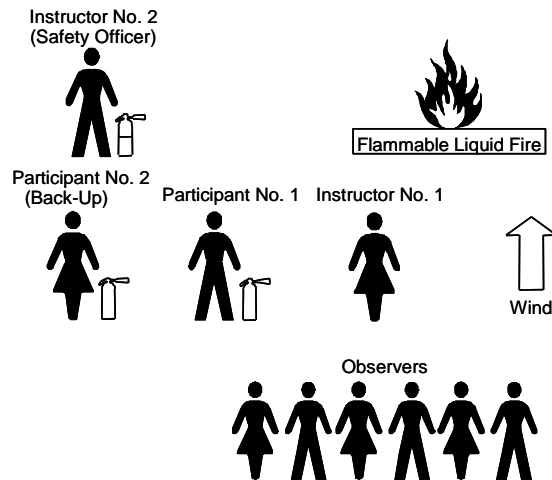 Instructor No. 2
(Safety Officer)
Flammable Liquid Fire
Participant No. 2
(Back-Up)
Participant No. 1
Instructor No. 1
Wind
Observers